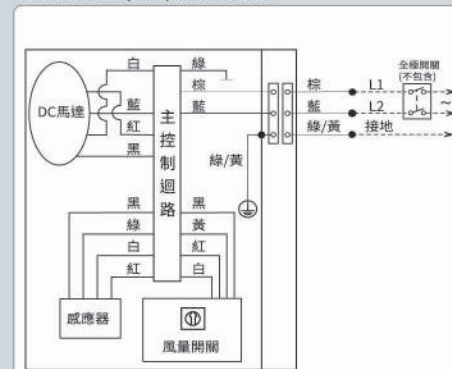 白 綠
棕 棕 L1 全極開關
(不包含)
DC馬達 藍 藍 藍 L2 ~
紅 綠/黃 接地
黑 主控制迴路 綠/黃
黑 黑
綠 黃
白 紅
紅 白
感應器
風量開關